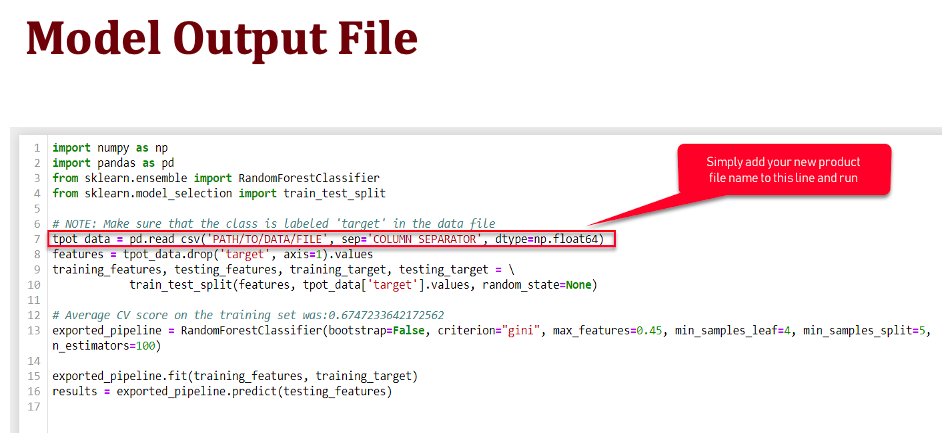 Model Output File
Simply add your new product
file name to this line and run
1 import numpy as np
2 import pandas as pd
3 from sklearn.ensemble import RandomForestClassifier
4 from sklearn.model_selection import train_test_split
5
6 # NOTE: Make sure that the class is labeled 'target' in the data file
7 tpot_data = pd.read_csv('PATH/TO/DATA/FILE', sep='COLUMN_SEPARATOR', dtype=np.float64)
8 features = tpot_data.drop('target', axis=1).values
9 training_features, testing_features, training_target, testing_target = \
10 train_test_split(features, tpot_data['target'].values, random_state=None)
11
12 # Average CV score on the training set was:0.6747233642172562
13 exported_pipeline = RandomForestClassifier(bootstrap=False, criterion="gini", max_features=0.45, min_samples_leaf=4, min_samples_split=5,
n_estimators=100)
14
15 exported_pipeline.fit(training_features, training_target)
16 results = exported_pipeline.predict(testing_features)
17